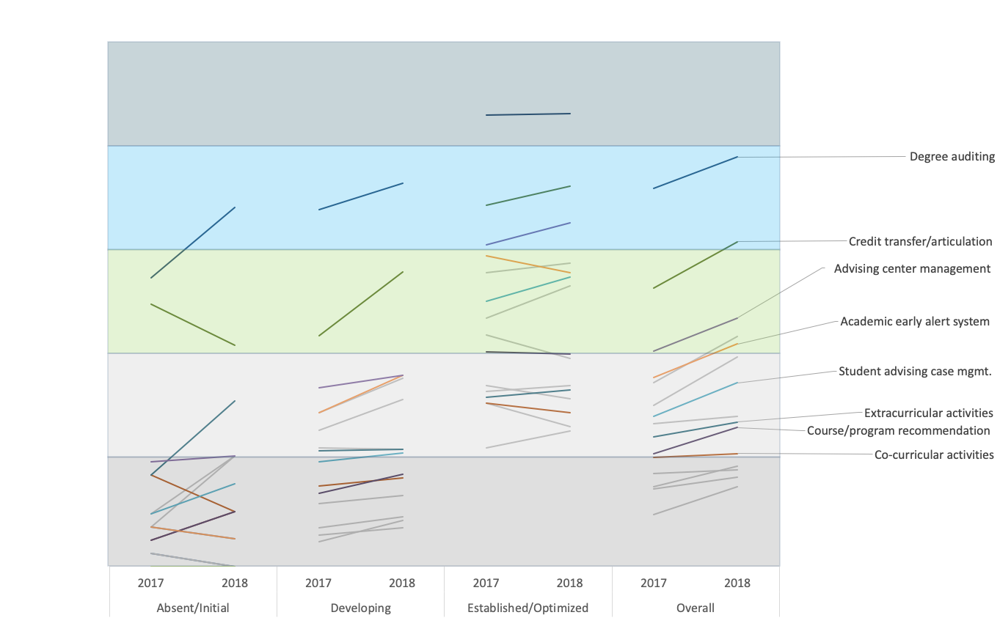 Degree auditing
Credit transfer/articulation
Advising center management
Academic early alert system
Student advising case mgmt.
Extracurricular activities
Course/program recommendation
Co-curricular activities
2017 2018 2017 2018 2017 2018 2017 2018
Absent/Initial Developing Established/Optimized Overall